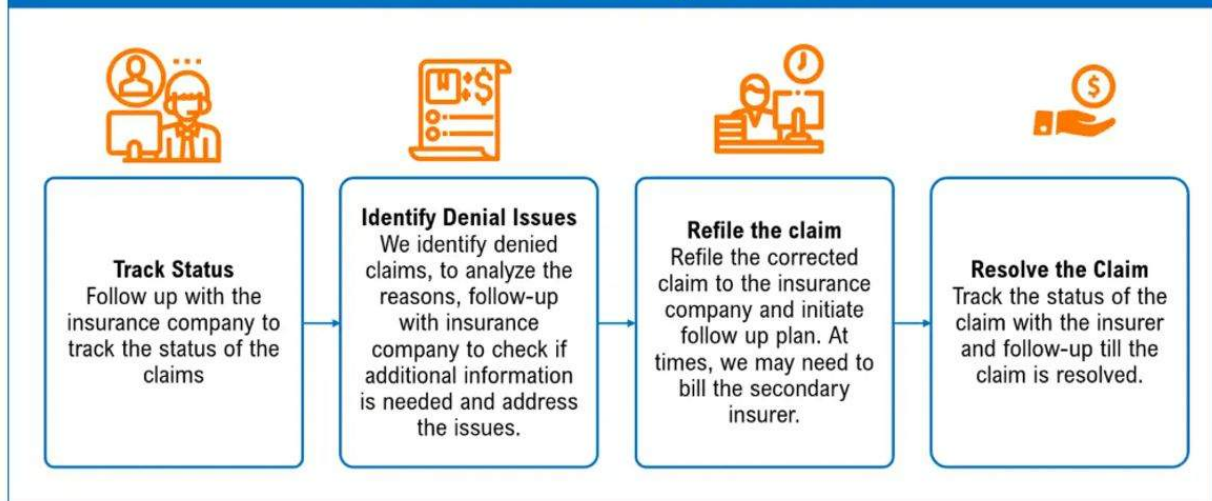 Track Status
Follow up with the
insurance company to
track the status of the
claims
Identify Denial Issues
We identify denied
claims, to analyze the
reasons, follow-up
with insurance
company to check if
additional information
is needed and address
the issues.
Refile the claim
Refile the corrected
claim to the insurance
company and initiate
follow up plan. At
times, we may need to
bill the secondary
insurer.
Resolve the Claim
Track the status of the
claim with the insurer
and follow-up till the
claim is resolved.